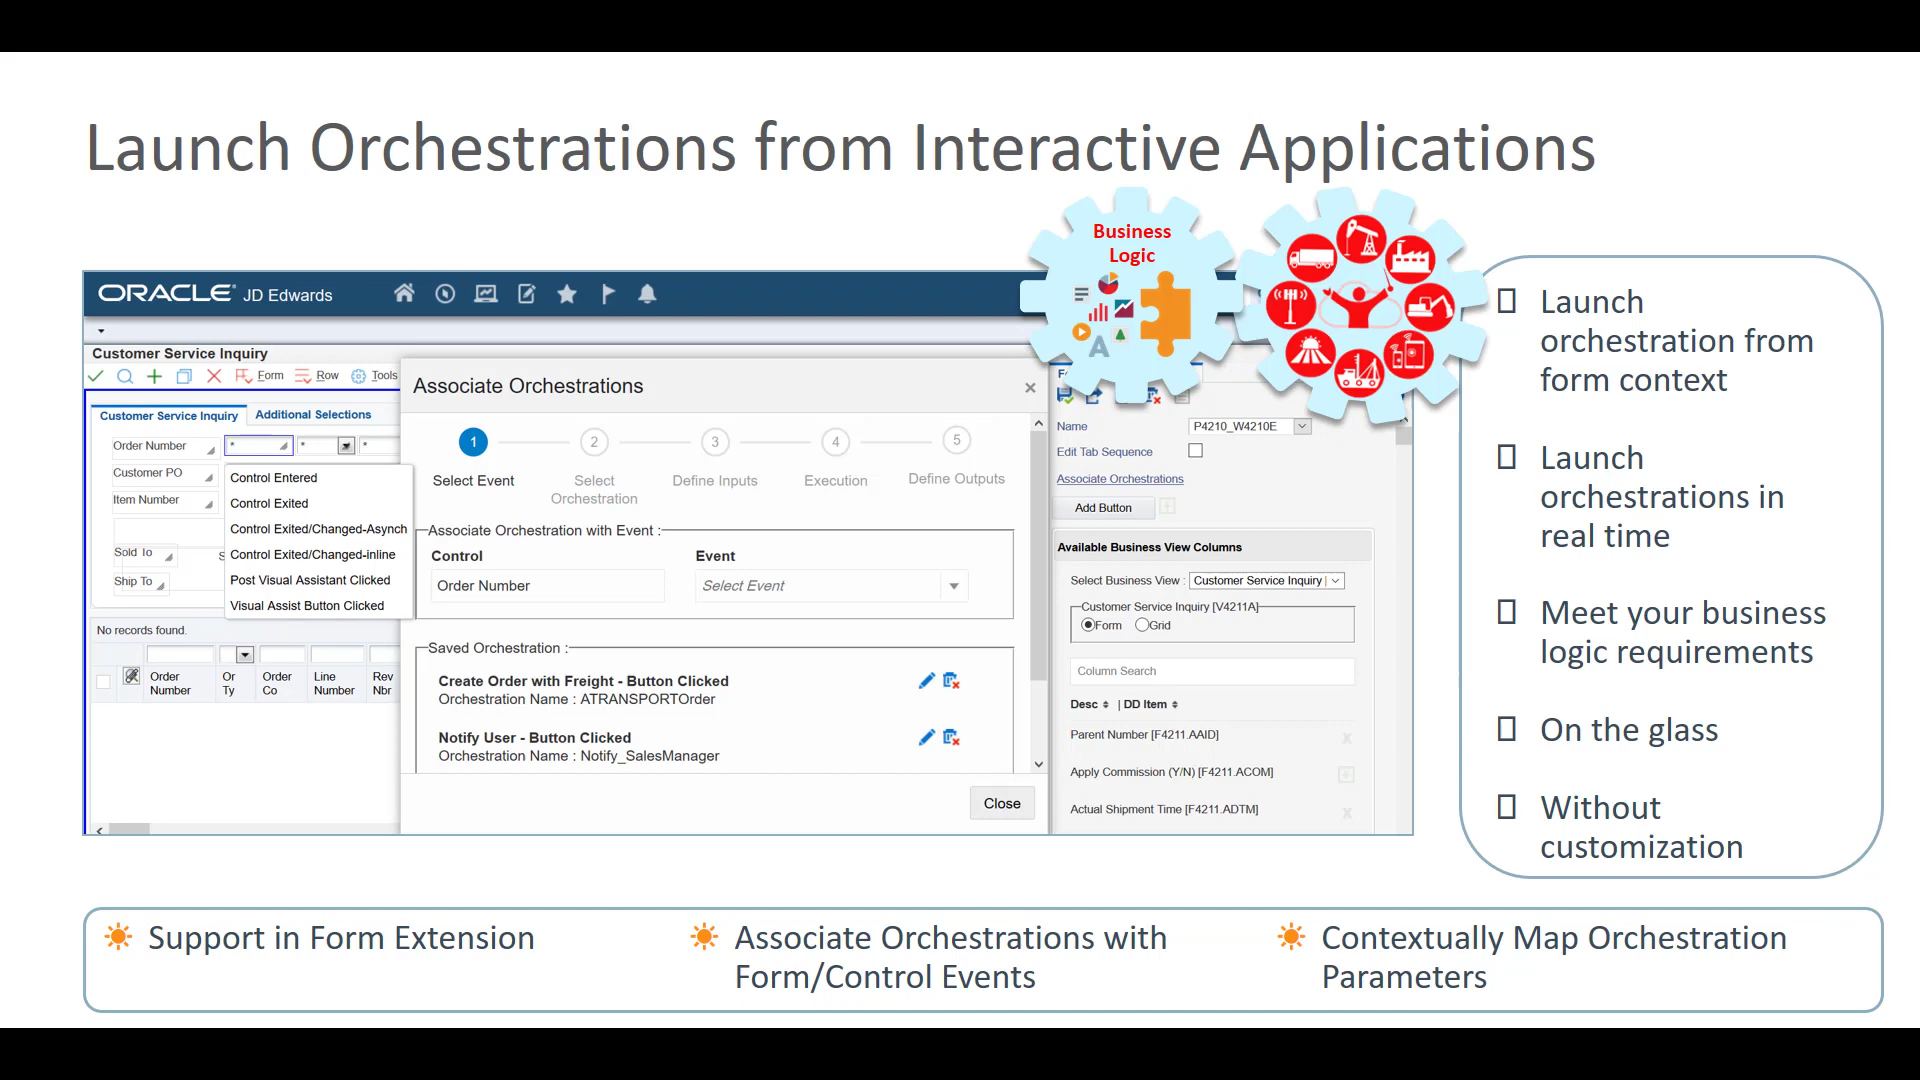 Launch Orchestrations from Interactive Applications
Business
Logic
ORACLE JD Edwards
Customer Service Inquiry
Form
Row
Tools
Customer Service Inquiry
Additional Selections
Order Number
*
*
*
Customer PO
Item Number
Sold To
S
Ship To
Control Entered
Control Exited
Control Exited/Changed-Asynch
Control Exited/Changed-inline
Post Visual Assistant Clicked
Visual Assist Button Clicked
No records found.
Order
Number
Or
Ty
Order
Co
Line
Number
Rev
Nbr
Associate Orchestrations
1
2
3
4
5
Select Event
Select
Orchestration
Define Inputs
Execution
Define Outputs
Associate Orchestration with Event :
Control
Event
Order Number
Select Event
Saved Orchestration :
Create Order with Freight - Button Clicked
Orchestration Name : ATRANSPORTOrder
Notify User - Button Clicked
Orchestration Name : Notify_SalesManager
Close
Name
P4210_W4210E
Edit Tab Sequence
Associate Orchestrations
Add Button
Available Business View Columns
Select Business View :
Customer Service Inquiry |
Customer Service Inquiry [V4211A]
Form
Grid
Column Search
Desc
| DD Item
Parent Number [F4211.AAID]
Apply Commission (Y/N) [F4211.ACOM]
Actual Shipment Time [F4211.ADTM]
Launch
orchestration from
form context
Launch
orchestrations in
real time
Meet your business
logic requirements
On the glass
Without
customization
Support in Form Extension
Associate Orchestrations with
Form/Control Events
Contextually Map Orchestration
Parameters